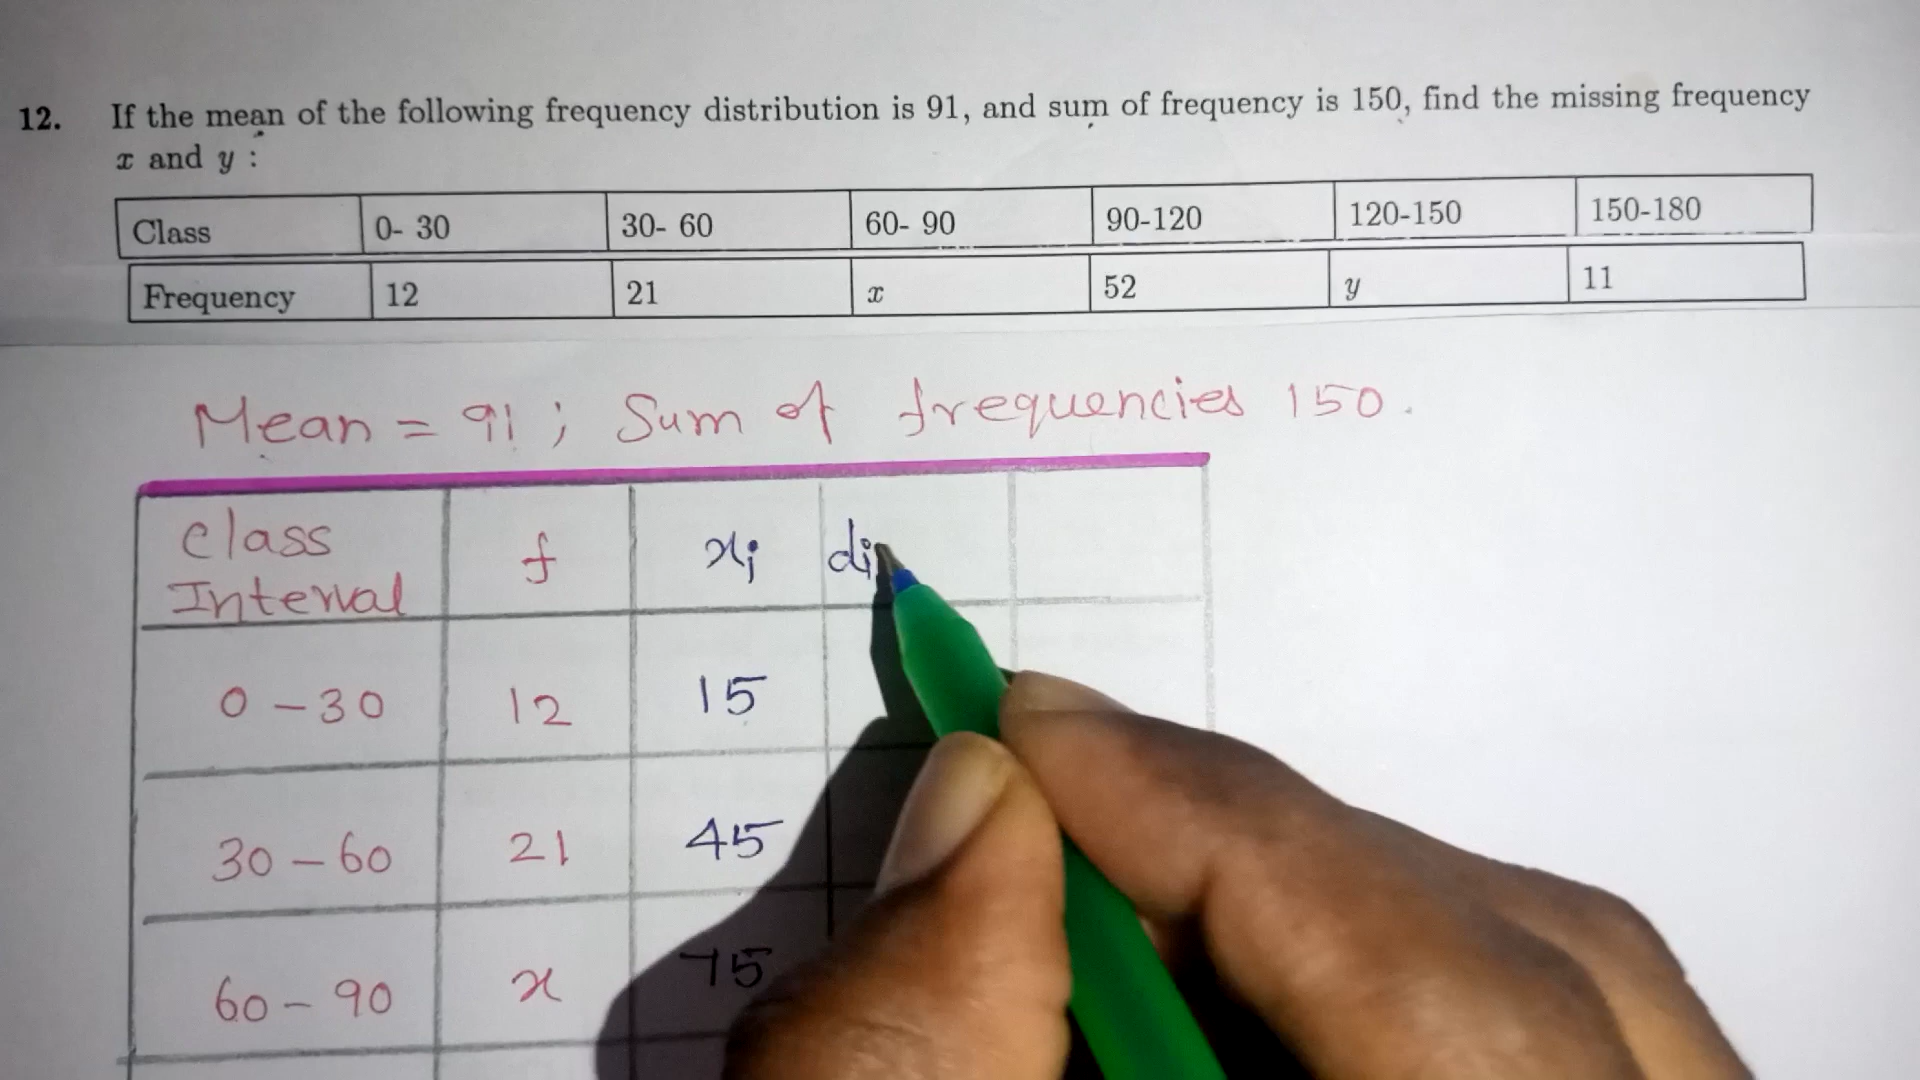 12. If the mean of the following frequency distribution is 91, and sum of frequency is 150, find the missing frequency
x and y :
Class 0- 30 30- 60 60- 90 90-120 120-150 150-180
Frequency 12 21 x 52 y 11
Mean = 91 ; Sum of frequencies 150.
Class Interval f xi di
0 - 30 12 15
30 - 60 21 45
60 - 90 x 75